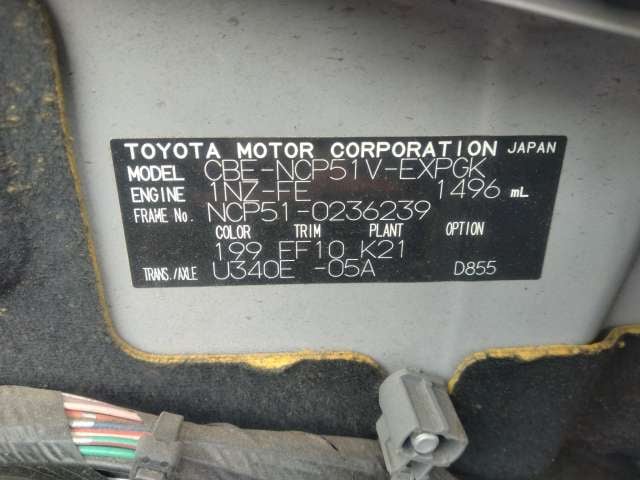 TOYOTA MOTOR CORPORATION JAPAN
MODEL CBE-NCP51V-EXPGK
ENGINE 1NZ-FE 1496 mL
FRAME No. NCP51-0236239
COLOR TRIM PLANT OPTION
199 EF10 K21
TRANS./AXLE U340E -05A D855